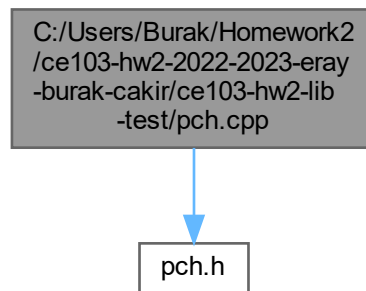 C:/Users/Burak/Homework2
/ce103-hw2-2022-2023-eray
-burak-cakir/ce103-hw2-lib
-test/pch.cpp
pch.h